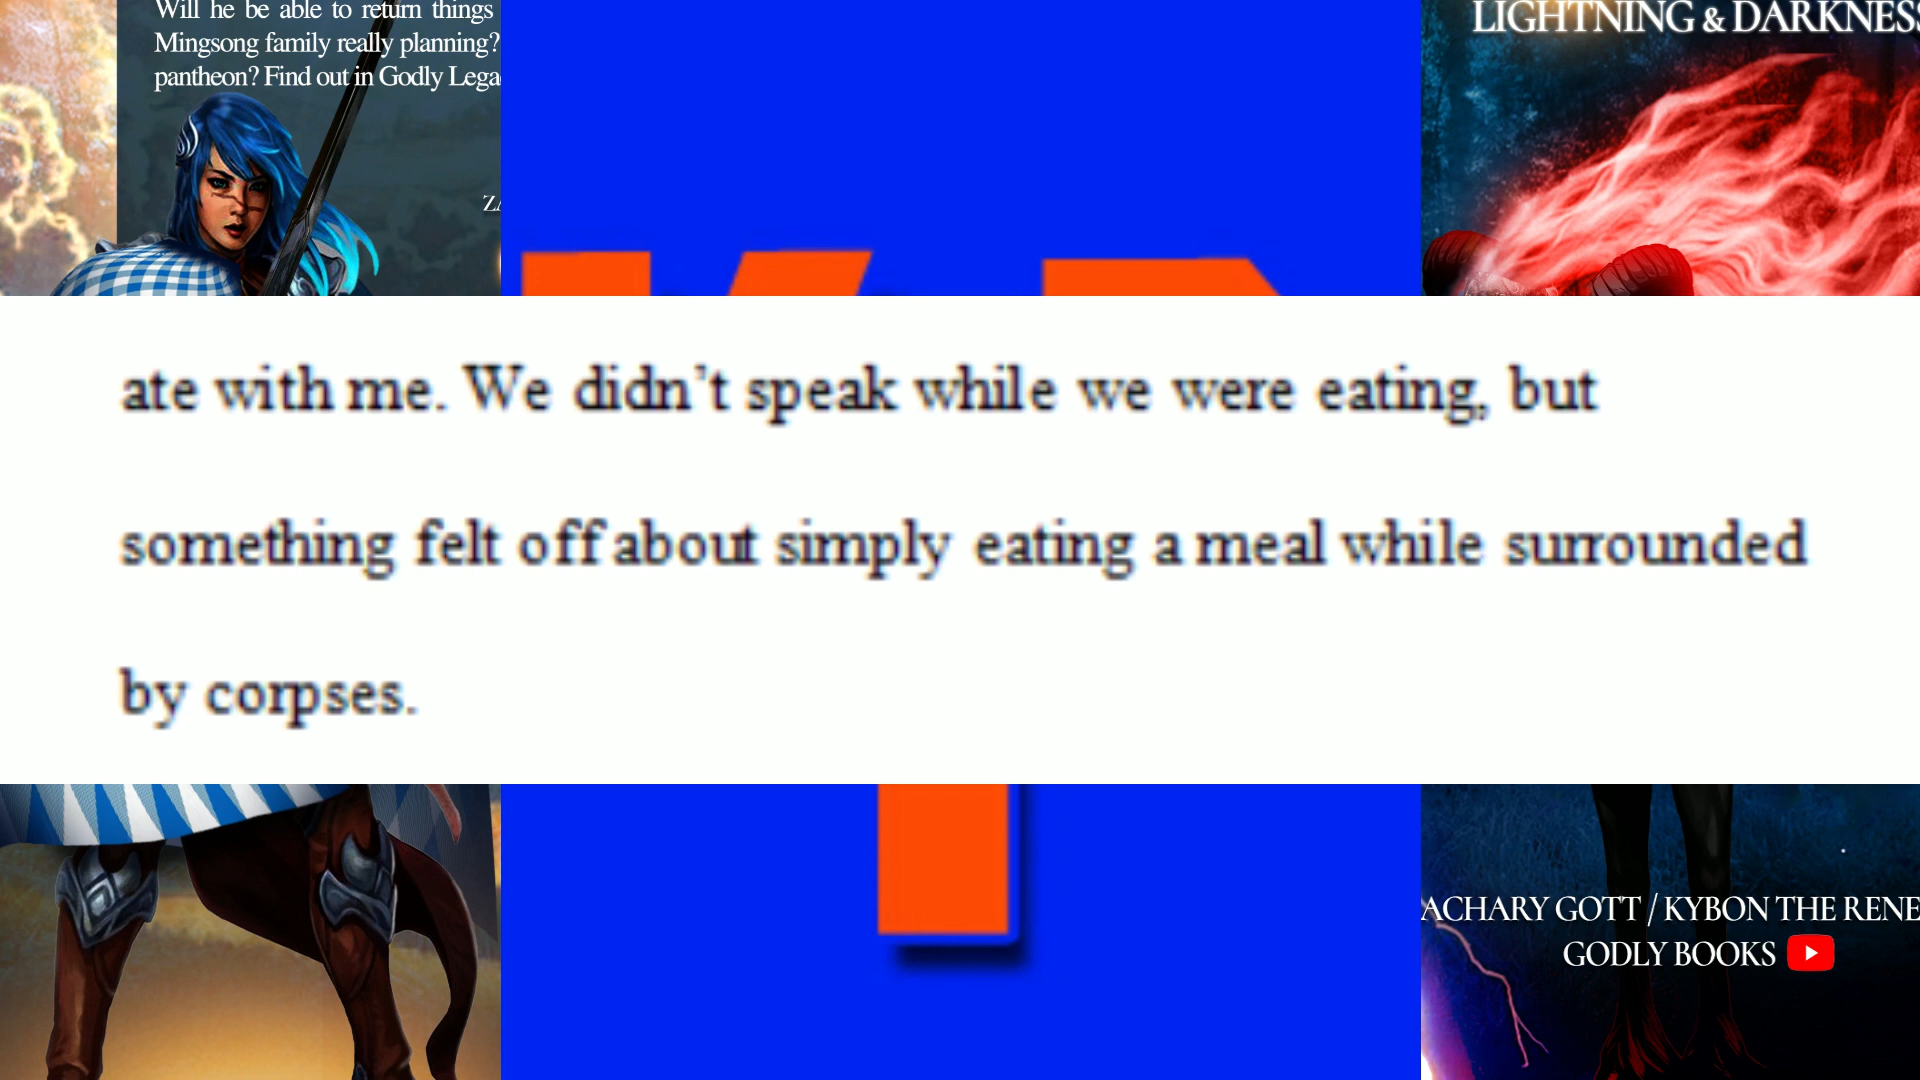 Will he be able to return things
Mingsong family really planning?
pantheon? Find out in Godly Lega
ZA
LIGHTNING & DARKNESS
ate with me. We didn't speak while we were eating, but
something felt off about simply eating a meal while surrounded
by corpses.
ACHARY GOTT / KYBON THE RENE
GODLY BOOKS